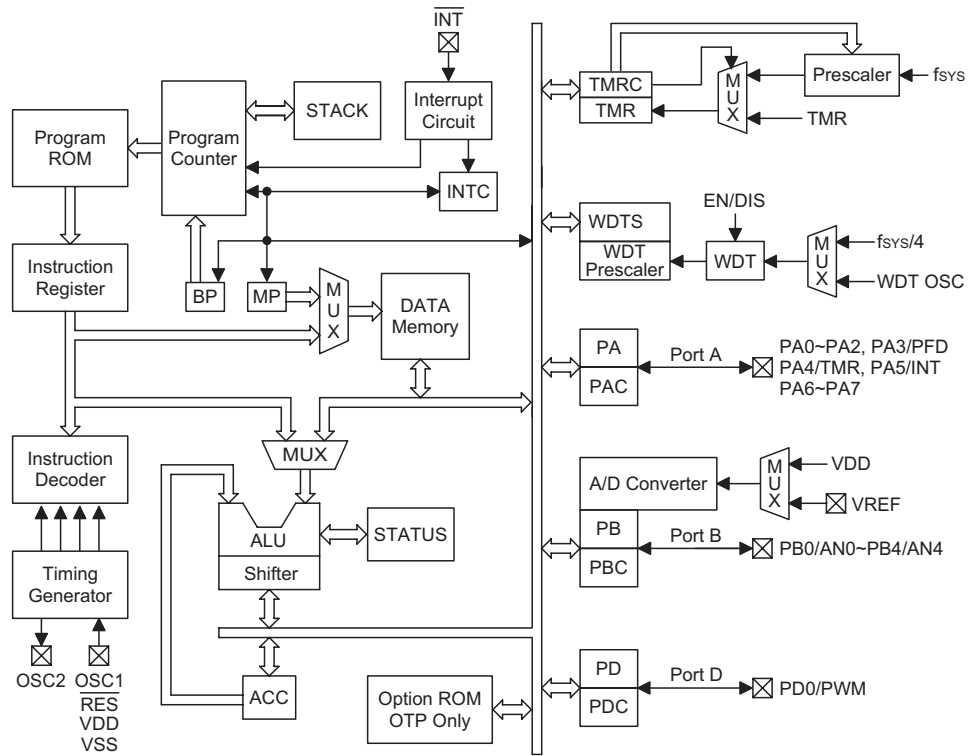 INT
Program
ROM
Program
Counter
STACK
Interrupt
Circuit
INTC
Instruction
Register
BP
MP
M
U
X
DATA
Memory
Instruction
Decoder
MUX
ALU
Shifter
STATUS
Timing
Generator
OSC2
OSC1
RES
VDD
VSS
ACC
Option ROM
OTP Only
TMRC
TMR
M
U
X
Prescaler
fSYS
TMR
WDTS
WDT
Prescaler
EN/DIS
WDT
M
U
X
fSYS/4
WDT OSC
PA
PAC
Port A
PA0~PA2, PA3/PFD
PA4/TMR, PA5/INT
PA6~PA7
A/D Converter
M
U
X
VDD
VREF
PB
PBC
Port B
PB0/AN0~PB4/AN4
PD
PDC
Port D
PD0/PWM